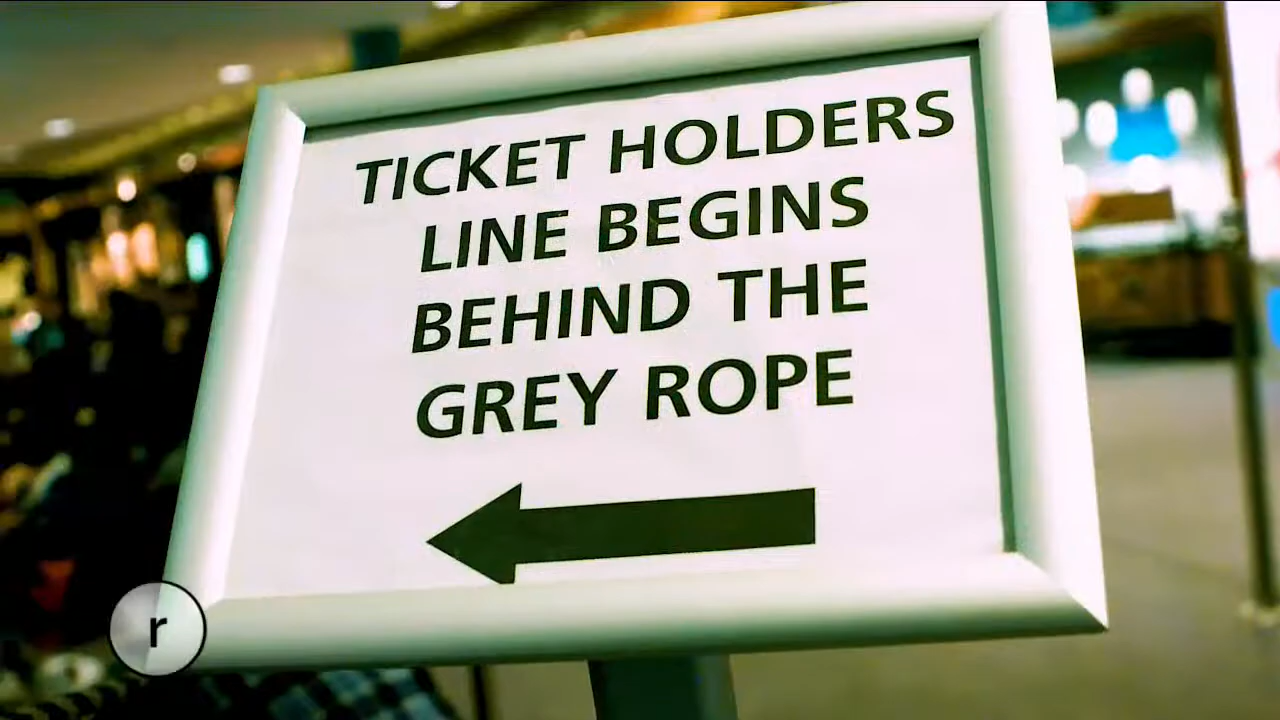 TICKET HOLDERS
LINE BEGINS
BEHIND THE
GREY ROPE
r